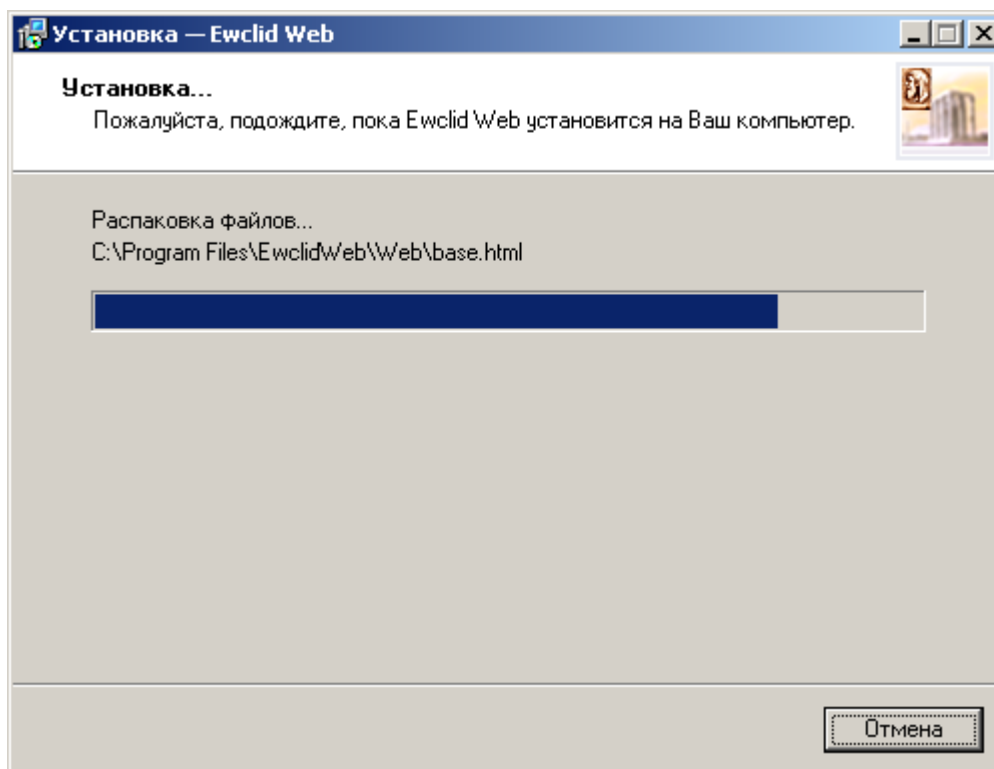 Установка — Ewclid Web
Установка...
Пожалуйста, подождите, пока Ewclid Web установится на Ваш компьютер.
Распаковка файлов...
C:\Program Files\EwclidWeb\Web\base.html
Отмена